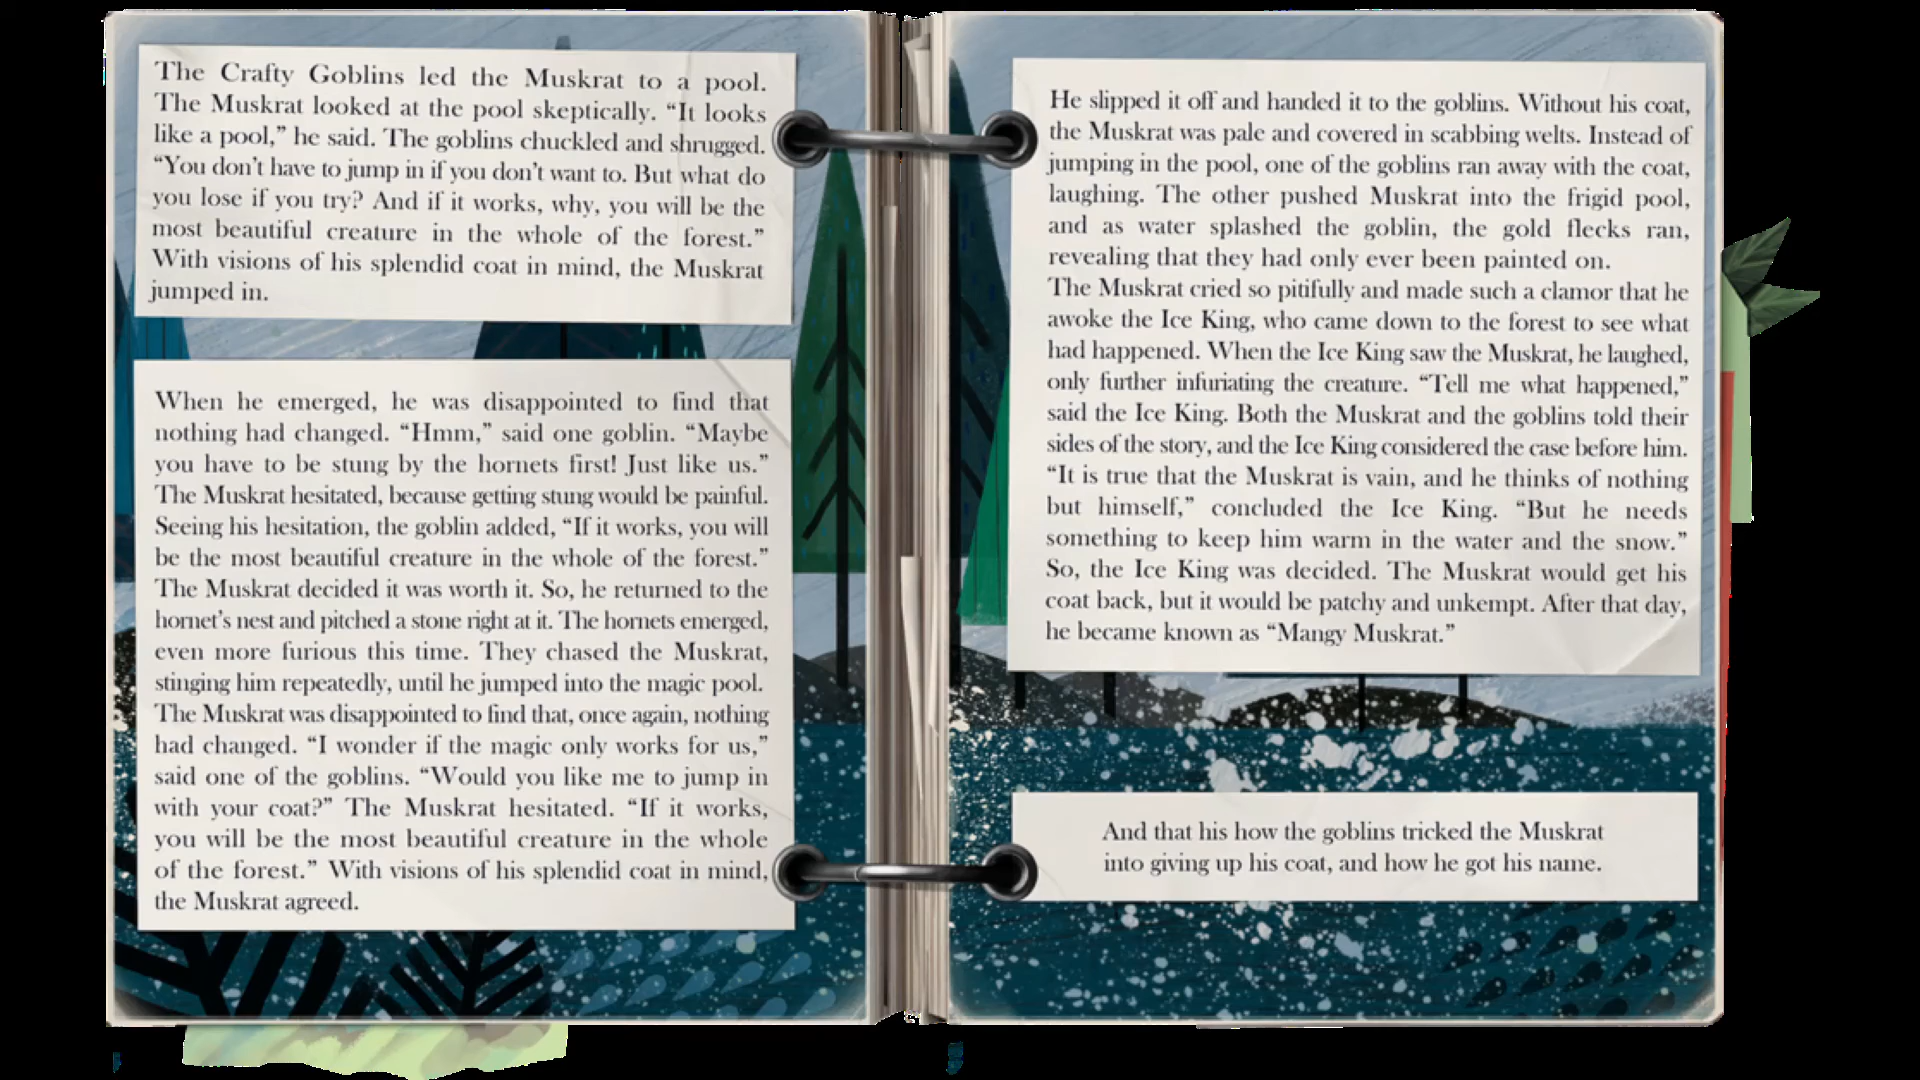 The Crafty Goblins led the Muskrat to a pool.
The Muskrat looked at the pool skeptically. “It looks
like a pool,” he said. The goblins chuckled and shrugged.
“You don’t have to jump in if you don’t want to. But what do
you lose if you try? And if it works, why, you will be the
most beautiful creature in the whole of the forest.”
With visions of his splendid coat in mind, the Muskrat
jumped in.
When he emerged, he was disappointed to find that
nothing had changed. “Hmm,” said one goblin. “Maybe
you have to be stung by the hornets first! Just like us.”
The Muskrat hesitated, because getting stung would be painful.
Seeing his hesitation, the goblin added, “If it works, you will
be the most beautiful creature in the whole of the forest.”
The Muskrat decided it was worth it. So, he returned to the
hornet’s nest and pitched a stone right at it. The hornets emerged,
even more furious this time. They chased the Muskrat,
stinging him repeatedly, until he jumped into the magic pool.
The Muskrat was disappointed to find that, once again, nothing
had changed. “I wonder if the magic only works for us,”
said one of the goblins. “Would you like me to jump in
with your coat?” The Muskrat hesitated. “If it works,
you will be the most beautiful creature in the whole
of the forest.” With visions of his splendid coat in mind,
the Muskrat agreed.
He slipped it off and handed it to the goblins. Without his coat,
the Muskrat was pale and covered in scabbing welts. Instead of
jumping in the pool, one of the goblins ran away with the coat,
laughing. The other pushed Muskrat into the frigid pool,
and as water splashed the goblin, the gold flecks ran,
revealing that they had only ever been painted on.
The Muskrat cried so pitifully and made such a clamor that he
awoke the Ice King, who came down to the forest to see what
had happened. When the Ice King saw the Muskrat, he laughed,
only further infuriating the creature. “Tell me what happened,”
said the Ice King. Both the Muskrat and the goblins told their
sides of the story, and the Ice King considered the case before him.
“It is true that the Muskrat is vain, and he thinks of nothing
but himself,” concluded the Ice King. “But he needs
something to keep him warm in the water and the snow.”
So, the Ice King was decided. The Muskrat would get his
coat back, but it would be patchy and unkempt. After that day,
he became known as “Mangy Muskrat.”
And that his how the goblins tricked the Muskrat
into giving up his coat, and how he got his name.